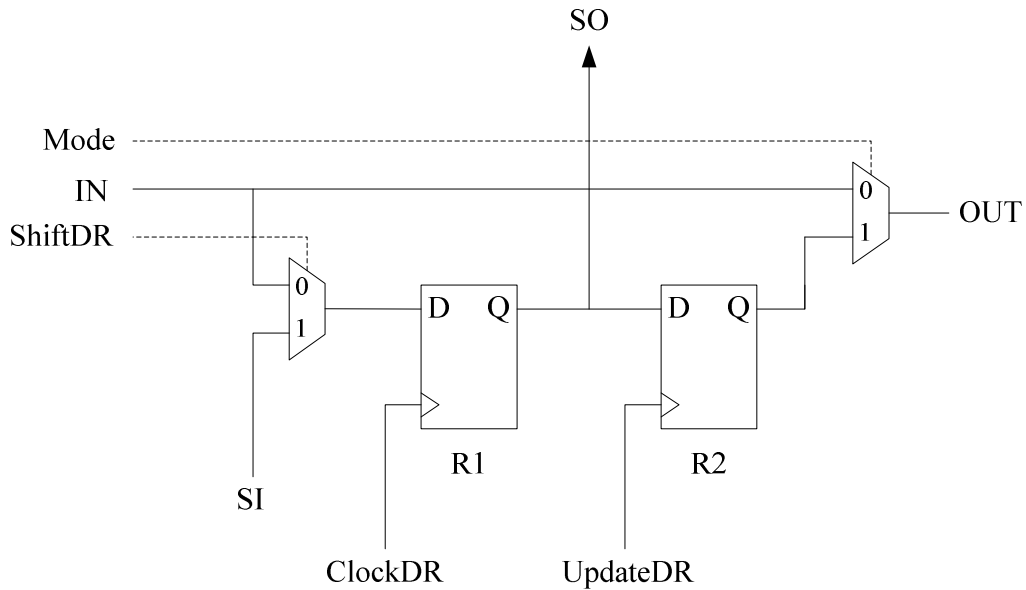 SO
Mode
IN
0
OUT
ShiftDR
1
0
D Q
D Q
1
R1
R2
SI
ClockDR
UpdateDR